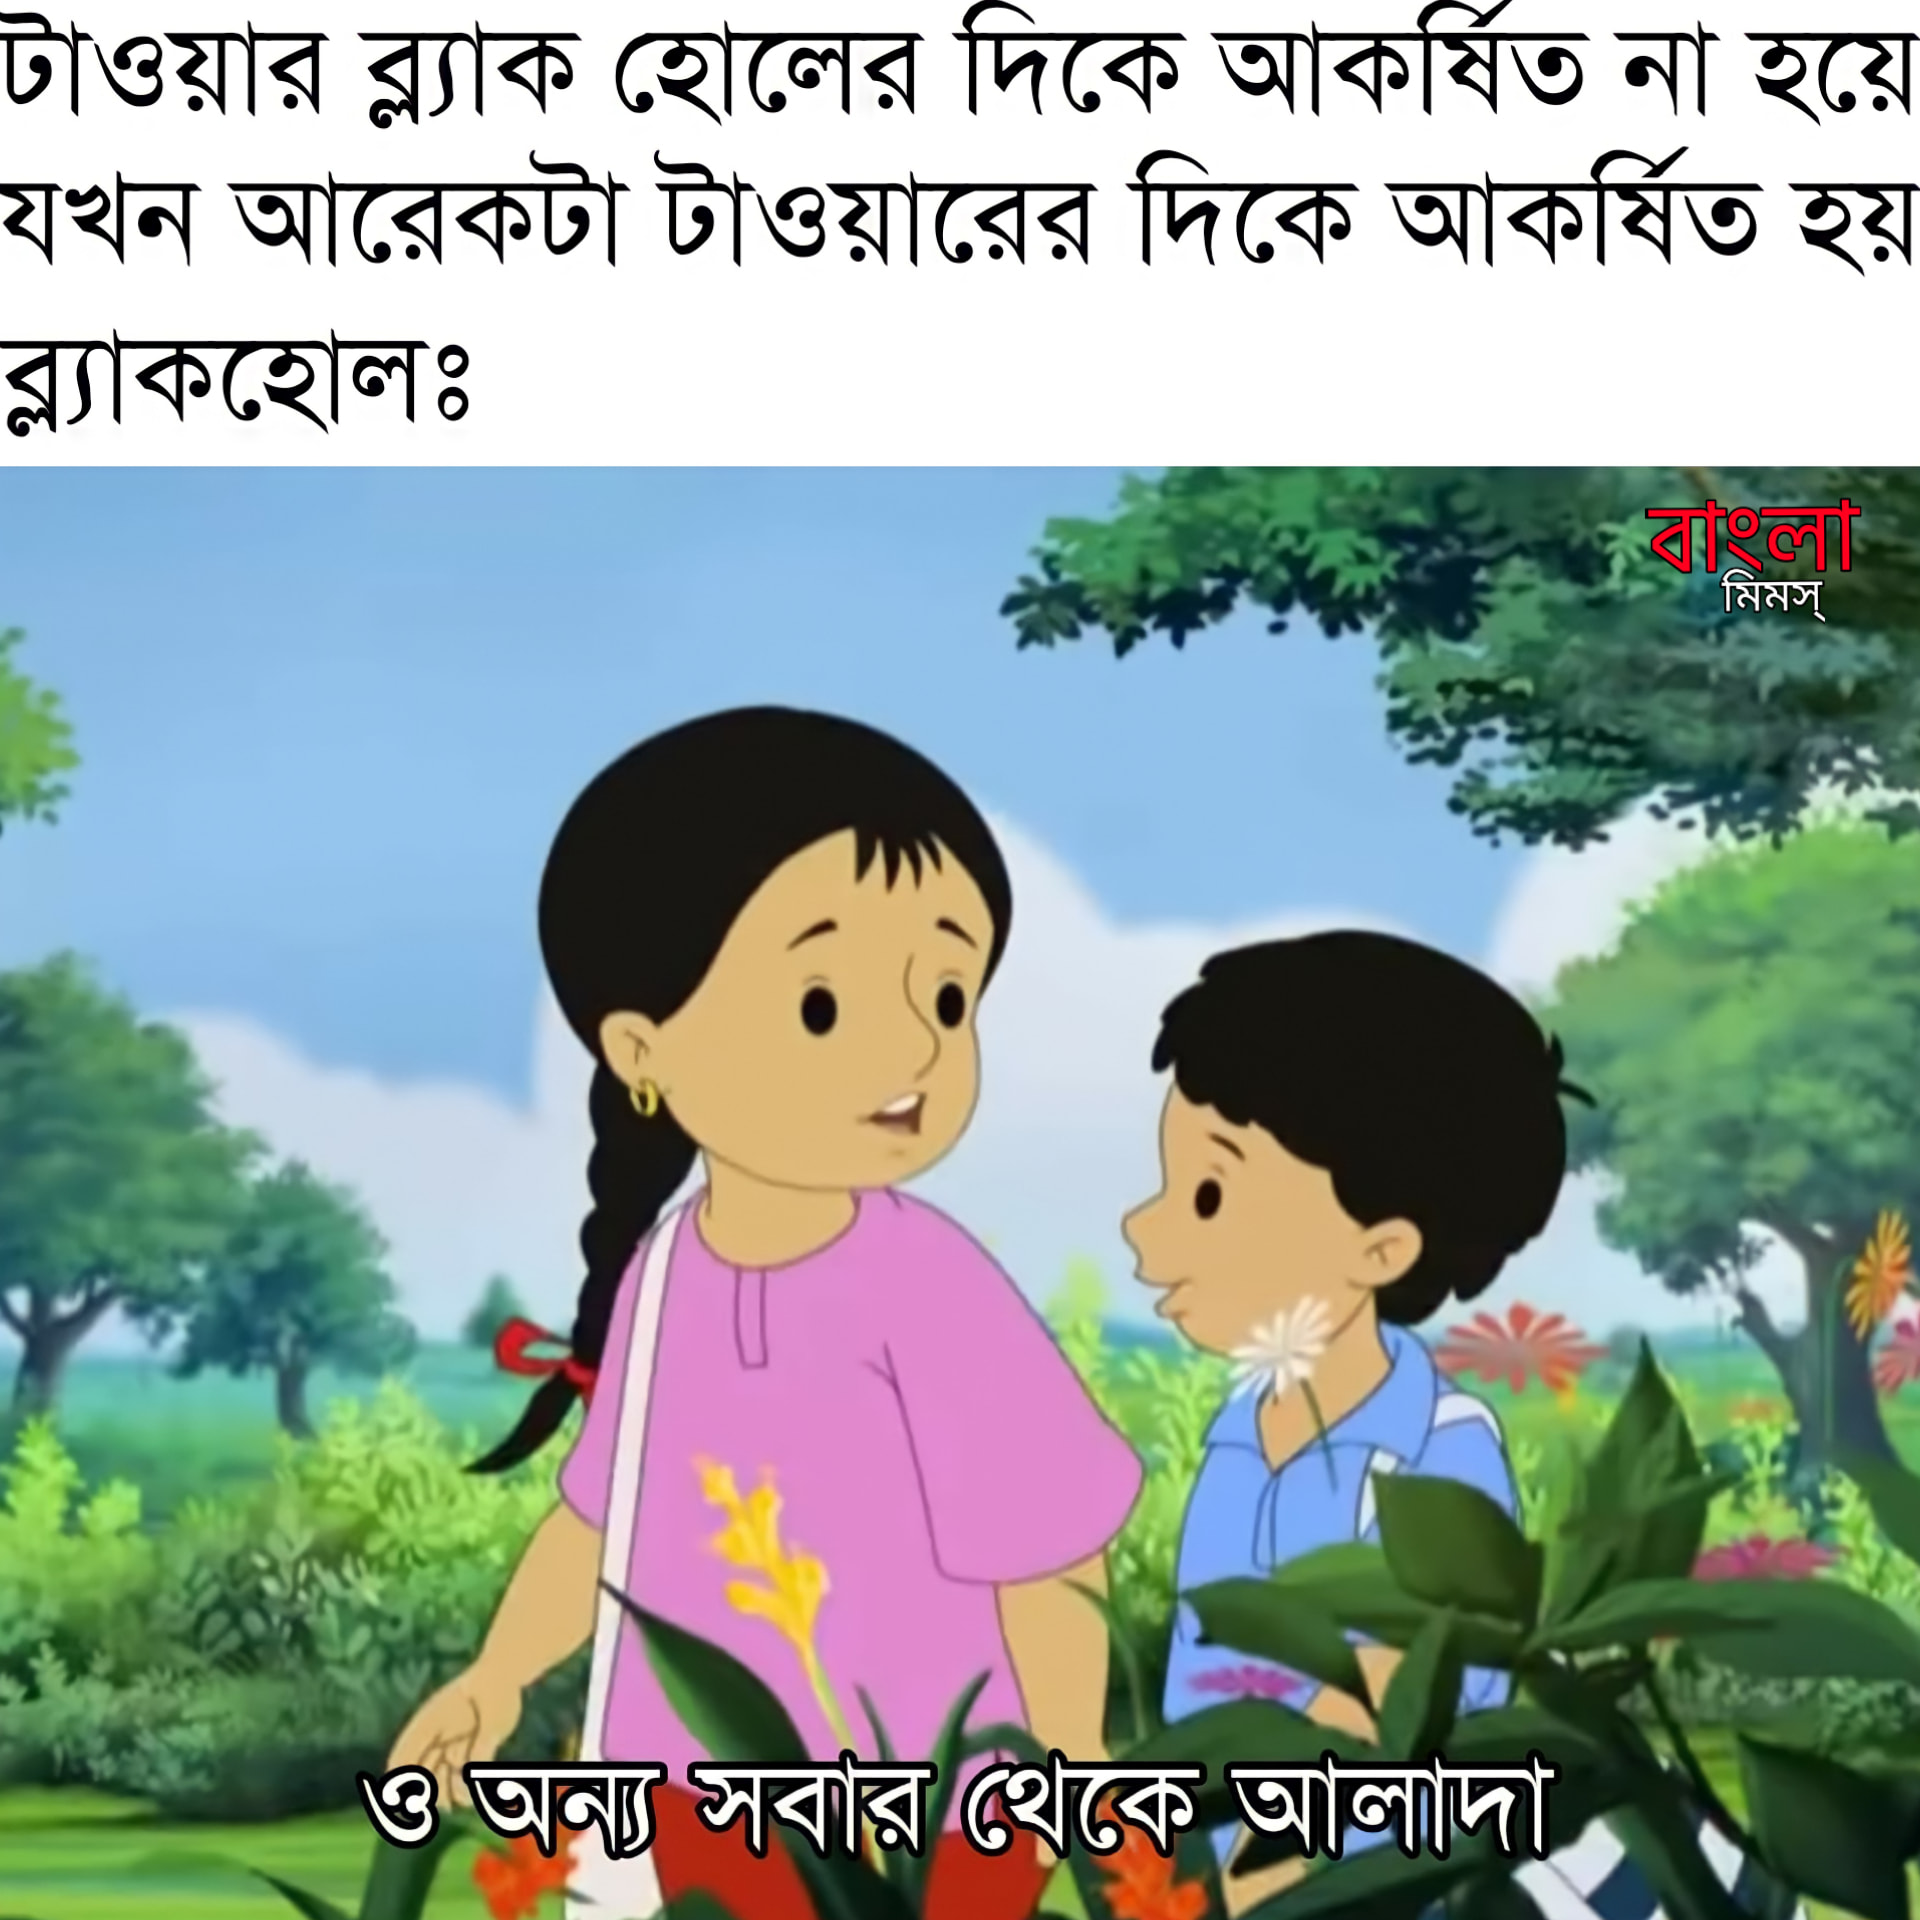 টাওয়ার ব্ল্যাক হোলের দিকে আকর্ষিত না হয়ে
যখন আরেকটা টাওয়ারের দিকে আকর্ষিত হয়
ব্ল্যাকহোলঃ
বাংলা
মিমস্
ও অন্য সবার থেকে আলাদা